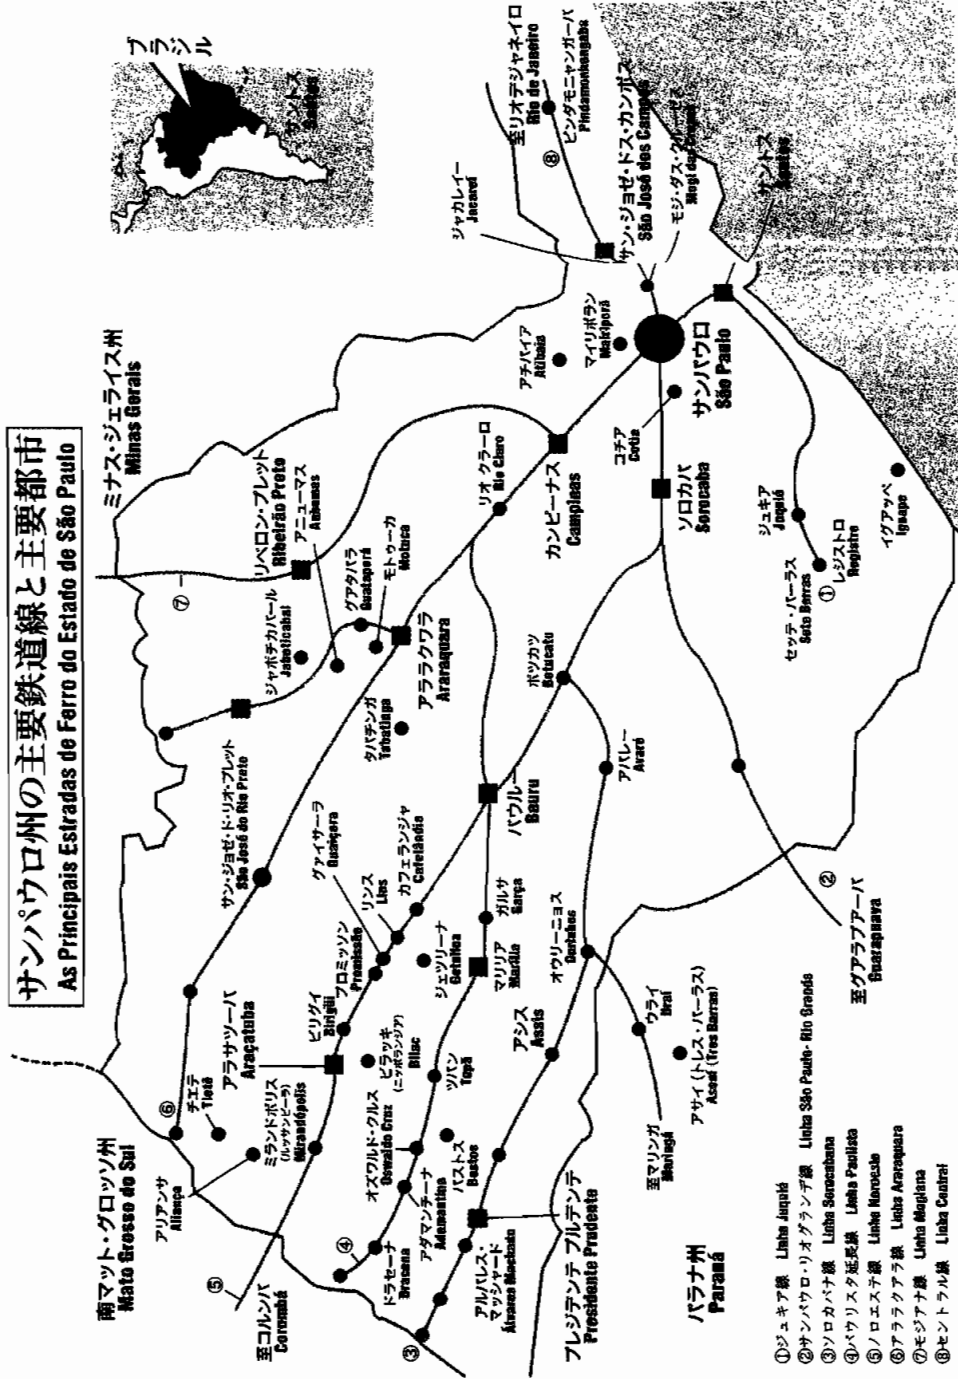 サンパウロ州の主要鉄道線と主要都市
As Principais Estradas de Ferro do Estado de São Paulo
ブラジル
サントス
Santos
ミナス・ジェライス州
Minas Gerais
南マット・グロッソ州
Mato Grosso do Sul
パラナ州
Paraná
至リオデジャネイロ
Rio de Janeiro
ピンダモニャンガーバ
Pindamonhangaba
⑧
ジャカレイー
Jacareí
サン・ジョゼ・ドス・カンポス
São José dos Campos
モジ・ダス・クルーゼス
Mogi das Cruzes
サントス
Santos
アチバイア
Atibaia
マイリポラン
Mairiporã
サンパウロ
São Paulo
コチア
Cotia
カンピーナス
Campinas
ソロカバ
Sorocaba
リオ クラーロ
Rio Claro
ジュキア
Juquiá
セッテ・バーラス
Sete Barras
①
レジストロ
Registro
イグアッペ
Iguape
⑦
リベロン・プレット
Ribeirão Preto
アニューマス
Anhumas
グアタパラ
Guatapará
モトゥーカ
Motuca
ジャボチカバール
Jaboticabal
アララクワラ
Araraquara
タバチンガ
Tabatinga
サン・ジョゼ・ド・リオ・プレット
São José do Rio Preto
ボツカツ
Botucatu
アバレー
Avaré
バウルー
Bauru
グァイサーラ
Guaiçara
リンス
Lins
カフェランジャ
Cafelândia
プロミッソン
Promissão
ジェツリーナ
Getulina
ガルサ
Garça
マリリア
Marília
オウリーニョス
Ourinhos
②
至グアラプアーバ
Guarapuava
ビリグイ
Birigüi
アラサツーバ
Araçatuba
ビラッキ
(ニッポランジア)
Bilac
ツパン
Tupã
アシス
Assis
ウライ
Uraí
アサイ (トレス・バーラス)
Assaí (Tres Barras)
至マリンガ
Maringá
⑥
チエテ
Tietê
アリアンサ
Aliança
ミランドポリス
(ルッサンビーラ)
Mirandópolis
オズワルド・クルス
Oswaldo Cruz
バストス
Bastos
アダマンチーナ
Adamantina
④
ドラセーナ
Dracena
⑤
至コルンバ
Corumbá
アルバレス・
マッシャード
Álvares Machado
プレジデンテ プルデンテ
Presidente Prudente
③
①ジュキア線 Linha Juquiá
②サンパウロ・リオグランデ線 Linha São Paulo- Rio Grande
③ソロカバナ線 Linha Sorocabana
④パウリスタ延長線 Linha Paulista
⑤ノロエステ線 Linha Noroeste
⑥アララクアラ線 Linha Araraquara
⑦モジアナ線 Linha Mogiana
⑧セントラル線 Linha Central